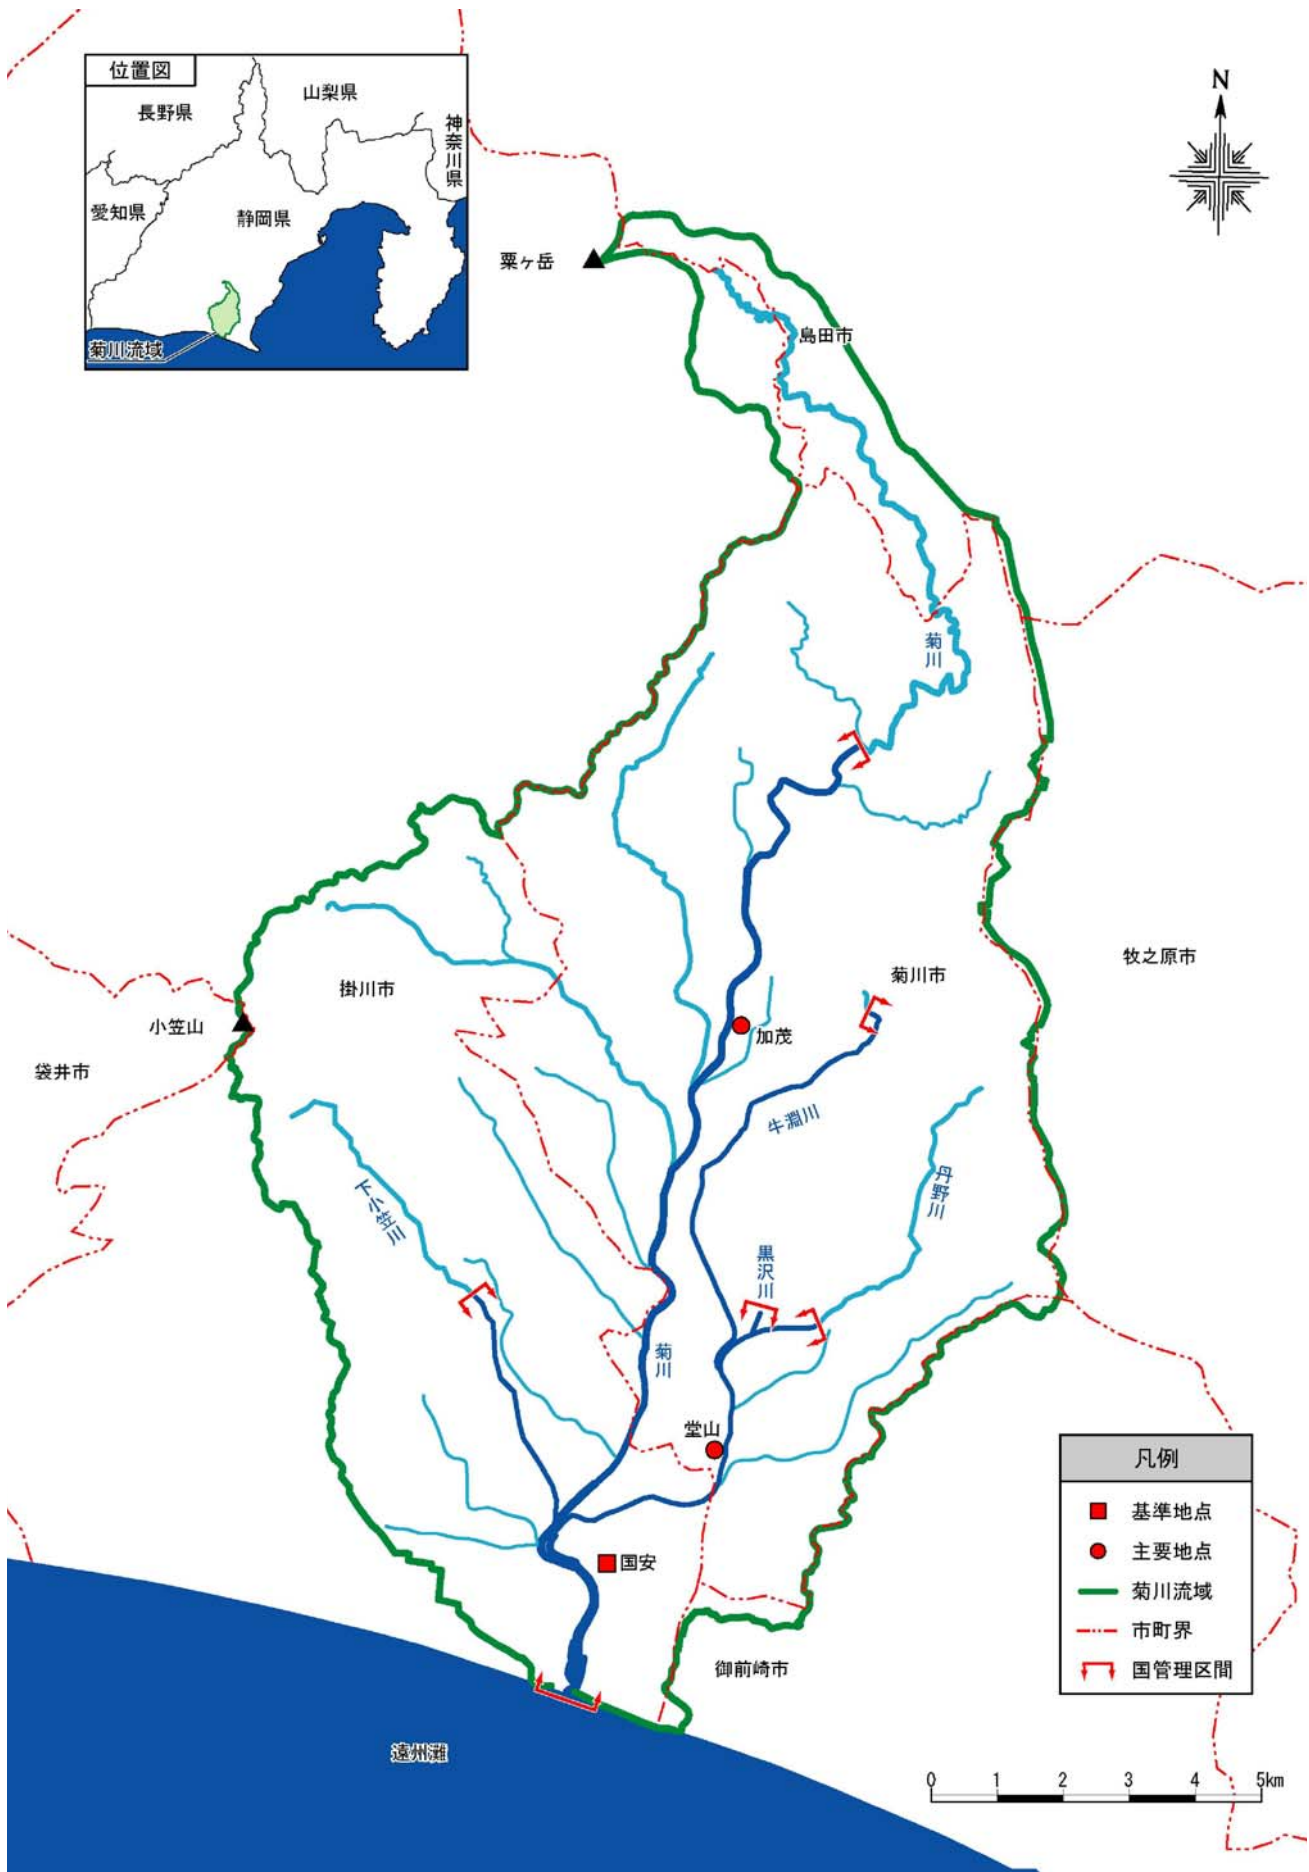 位置図
長野県
山梨県
神奈川県
愛知県
静岡県
菊川流域
N
粟ヶ岳
島田市
菊川
牧之原市
菊川市
掛川市
小笠山
加茂
袋井市
牛淵川
丹野川
下小笠川
黒沢川
菊川
堂山
国安
御前崎市
遠州灘
凡例
基準地点
主要地点
菊川流域
市町界
国管理区間
0 1 2 3 4 5km